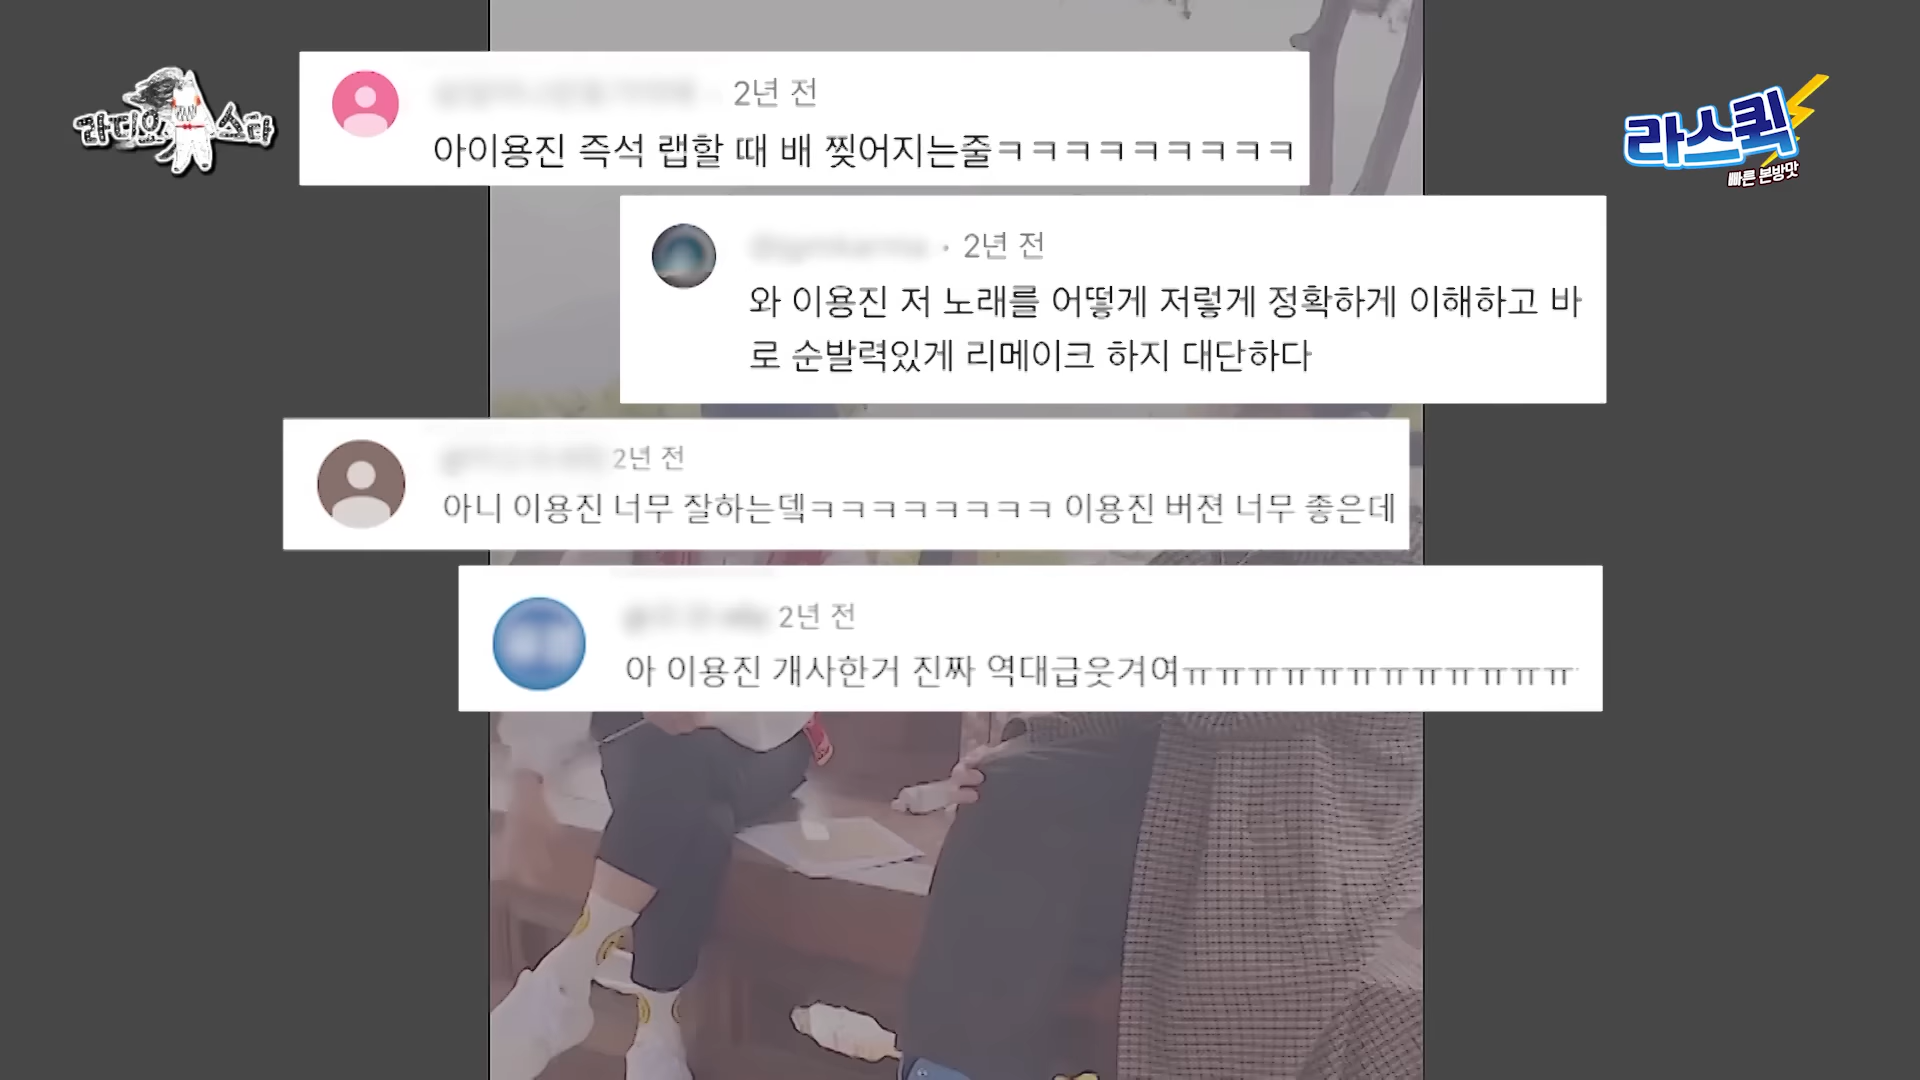 라디오스타
라스퀵
빠른 본방맛
2년 전
아이용진 즉석 랩할 때 배 찢어지는줄ㅋㅋㅋㅋㅋㅋㅋㅋㅋ
· 2년 전
와 이용진 저 노래를 어떻게 저렇게 정확하게 이해하고 바
로 순발력있게 리메이크 하지 대단하다
2년 전
아니 이용진 너무 잘하는뎈ㅋㅋㅋㅋㅋㅋㅋㅋ 이용진 버젼 너무 좋은데
2년 전
아 이용진 개사한거 진짜 역대급웃겨여ㅠㅠㅠㅠㅠㅠㅠㅠㅠㅠㅠㅠ